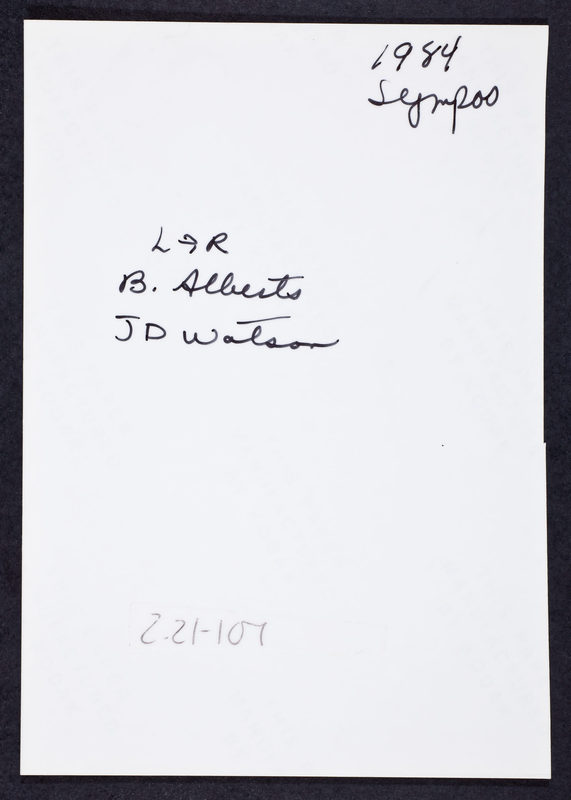 1984
Sympos
L → R
B. Alberts
JD Watson
2.21-107